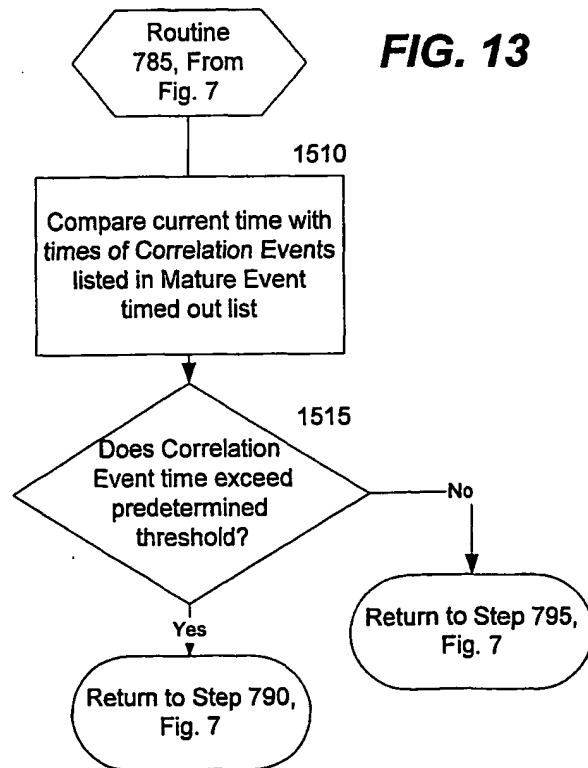 Routine
785, From
Fig. 7
FIG. 13
1510
Compare current time with
times of Correlation Events
listed in Mature Event
timed out list
1515
Does Correlation
Event time exceed
predetermined
threshold?
No
Return to Step 795,
Fig. 7
Yes
Return to Step 790,
Fig. 7